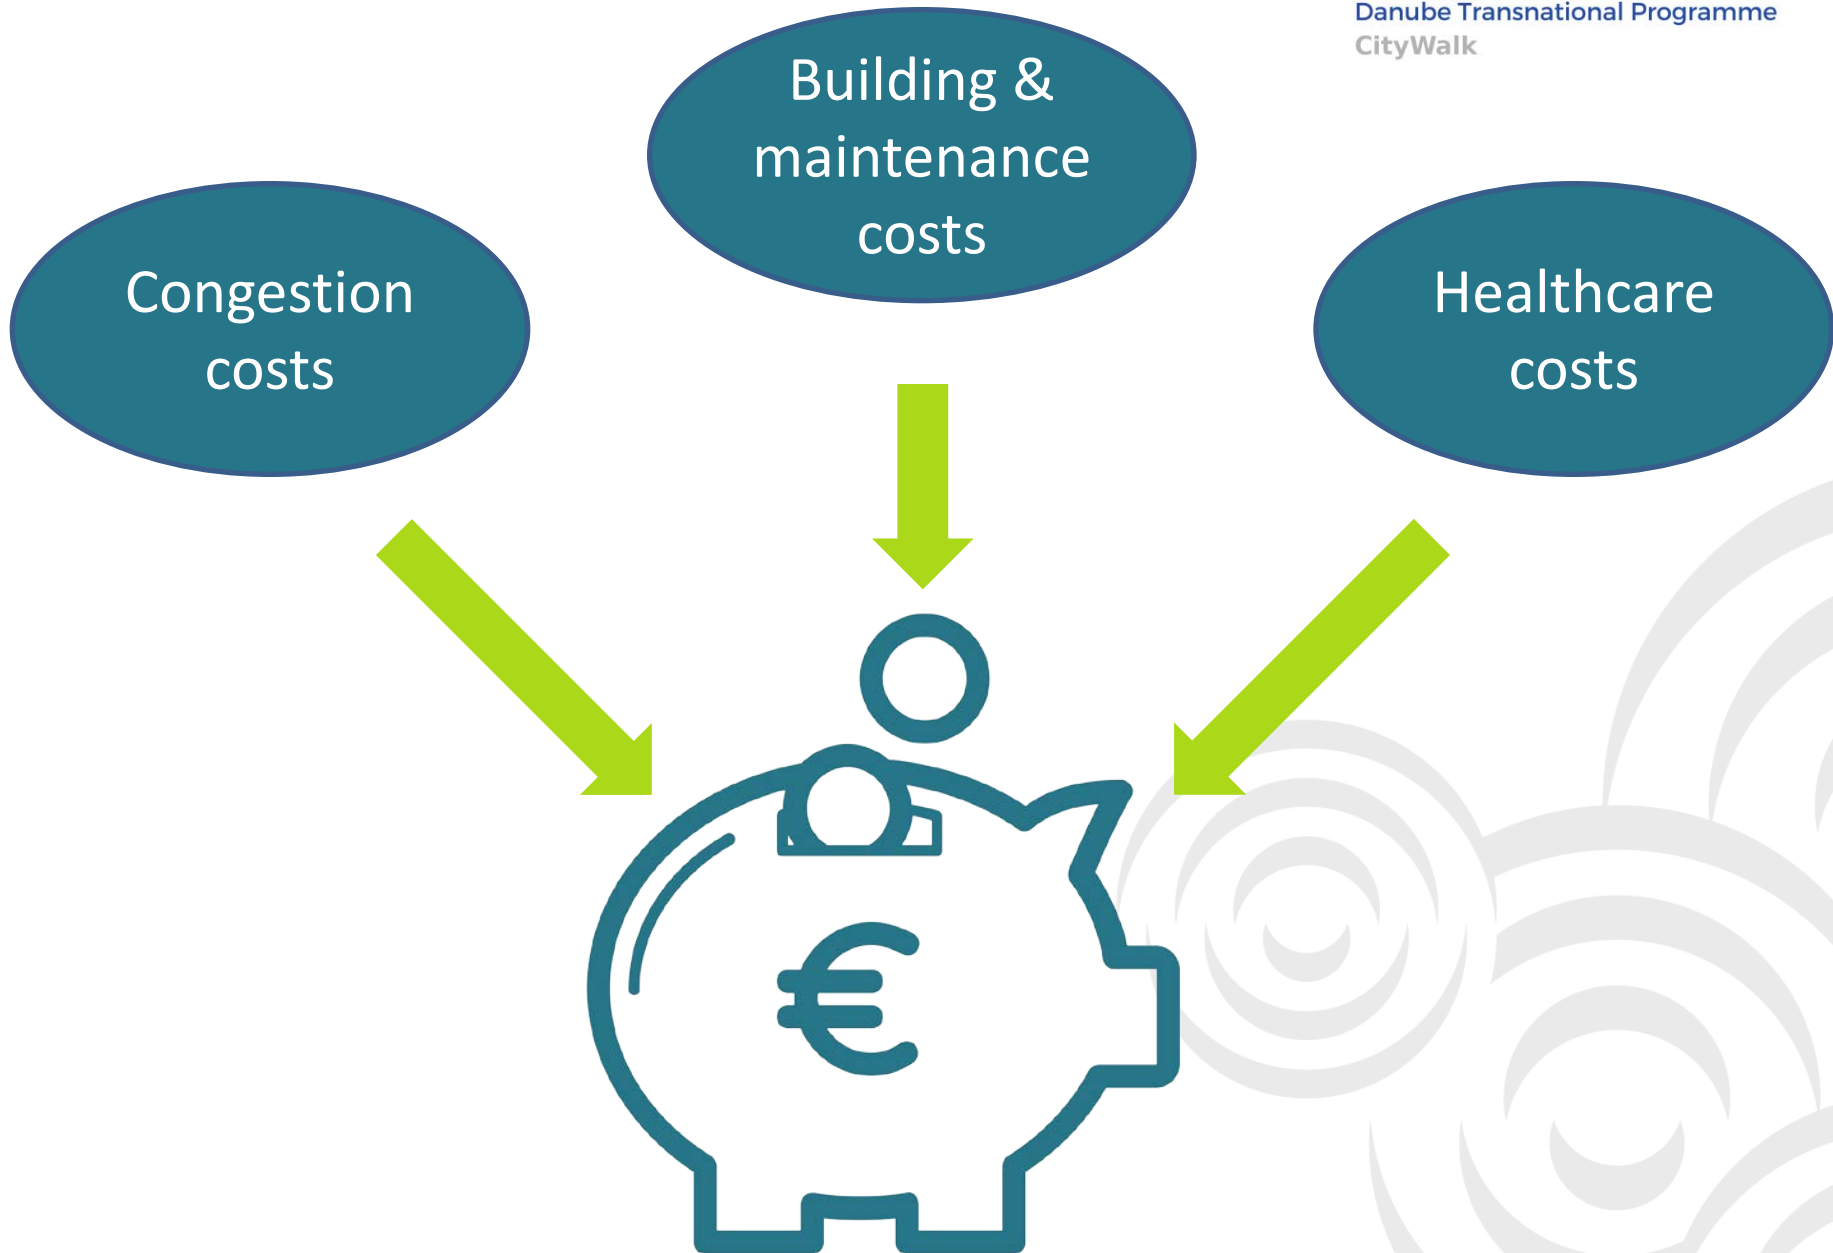 Danube Transnational Programme
CityWalk
Building &
maintenance
costs
Congestion
costs
Healthcare
costs
€